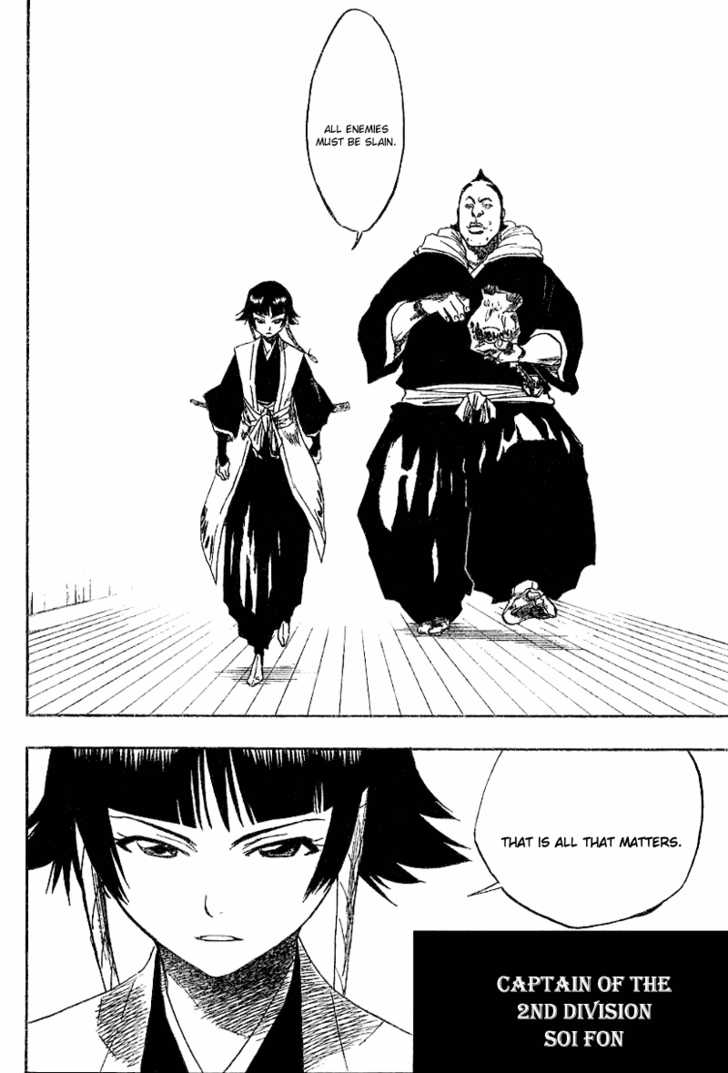 ALL ENEMIES
MUST BE SLAIN.
THAT IS ALL THAT MATTERS.
CAPTAIN OF THE
2ND DIVISION
SOI FON